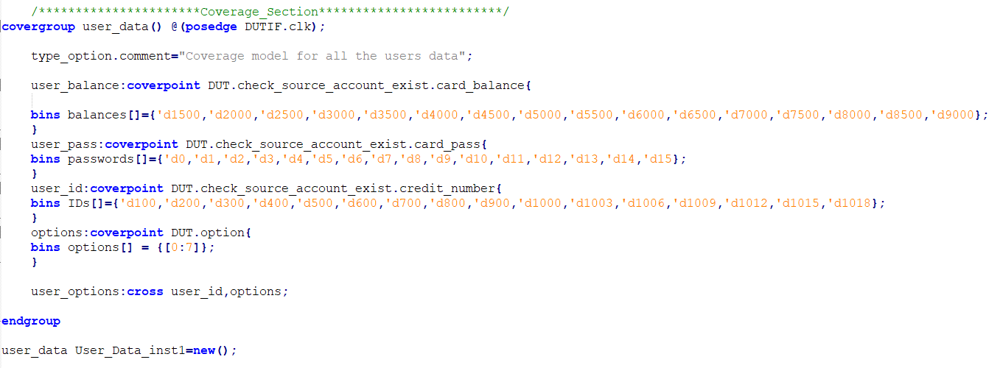 /**********************Coverage_Section*************************/
covergroup user_data() @(posedge DUTIF.clk);
type_option.comment="Coverage model for all the users data";
user_balance:coverpoint DUT.check_source_account_exist.card_balance{
bins balances[]={'d1500,'d2000,'d2500,'d3000,'d3500,'d4000,'d4500,'d5000,'d5500,'d6000,'d6500,'d7000,'d7500,'d8000,'d8500,'d9000};
}
user_pass:coverpoint DUT.check_source_account_exist.card_pass{
bins passwords[]={'d0,'d1,'d2,'d3,'d4,'d5,'d6,'d7,'d8,'d9,'d10,'d11,'d12,'d13,'d14,'d15};
}
user_id:coverpoint DUT.check_source_account_exist.credit_number{
bins IDs[]={'d100,'d200,'d300,'d400,'d500,'d600,'d700,'d800,'d900,'d1000,'d1003,'d1006,'d1009,'d1012,'d1015,'d1018};
}
options:coverpoint DUT.option{
bins options[] = {[0:7]};
}
user_options:cross user_id,options;
endgroup
user_data User_Data_inst1=new();